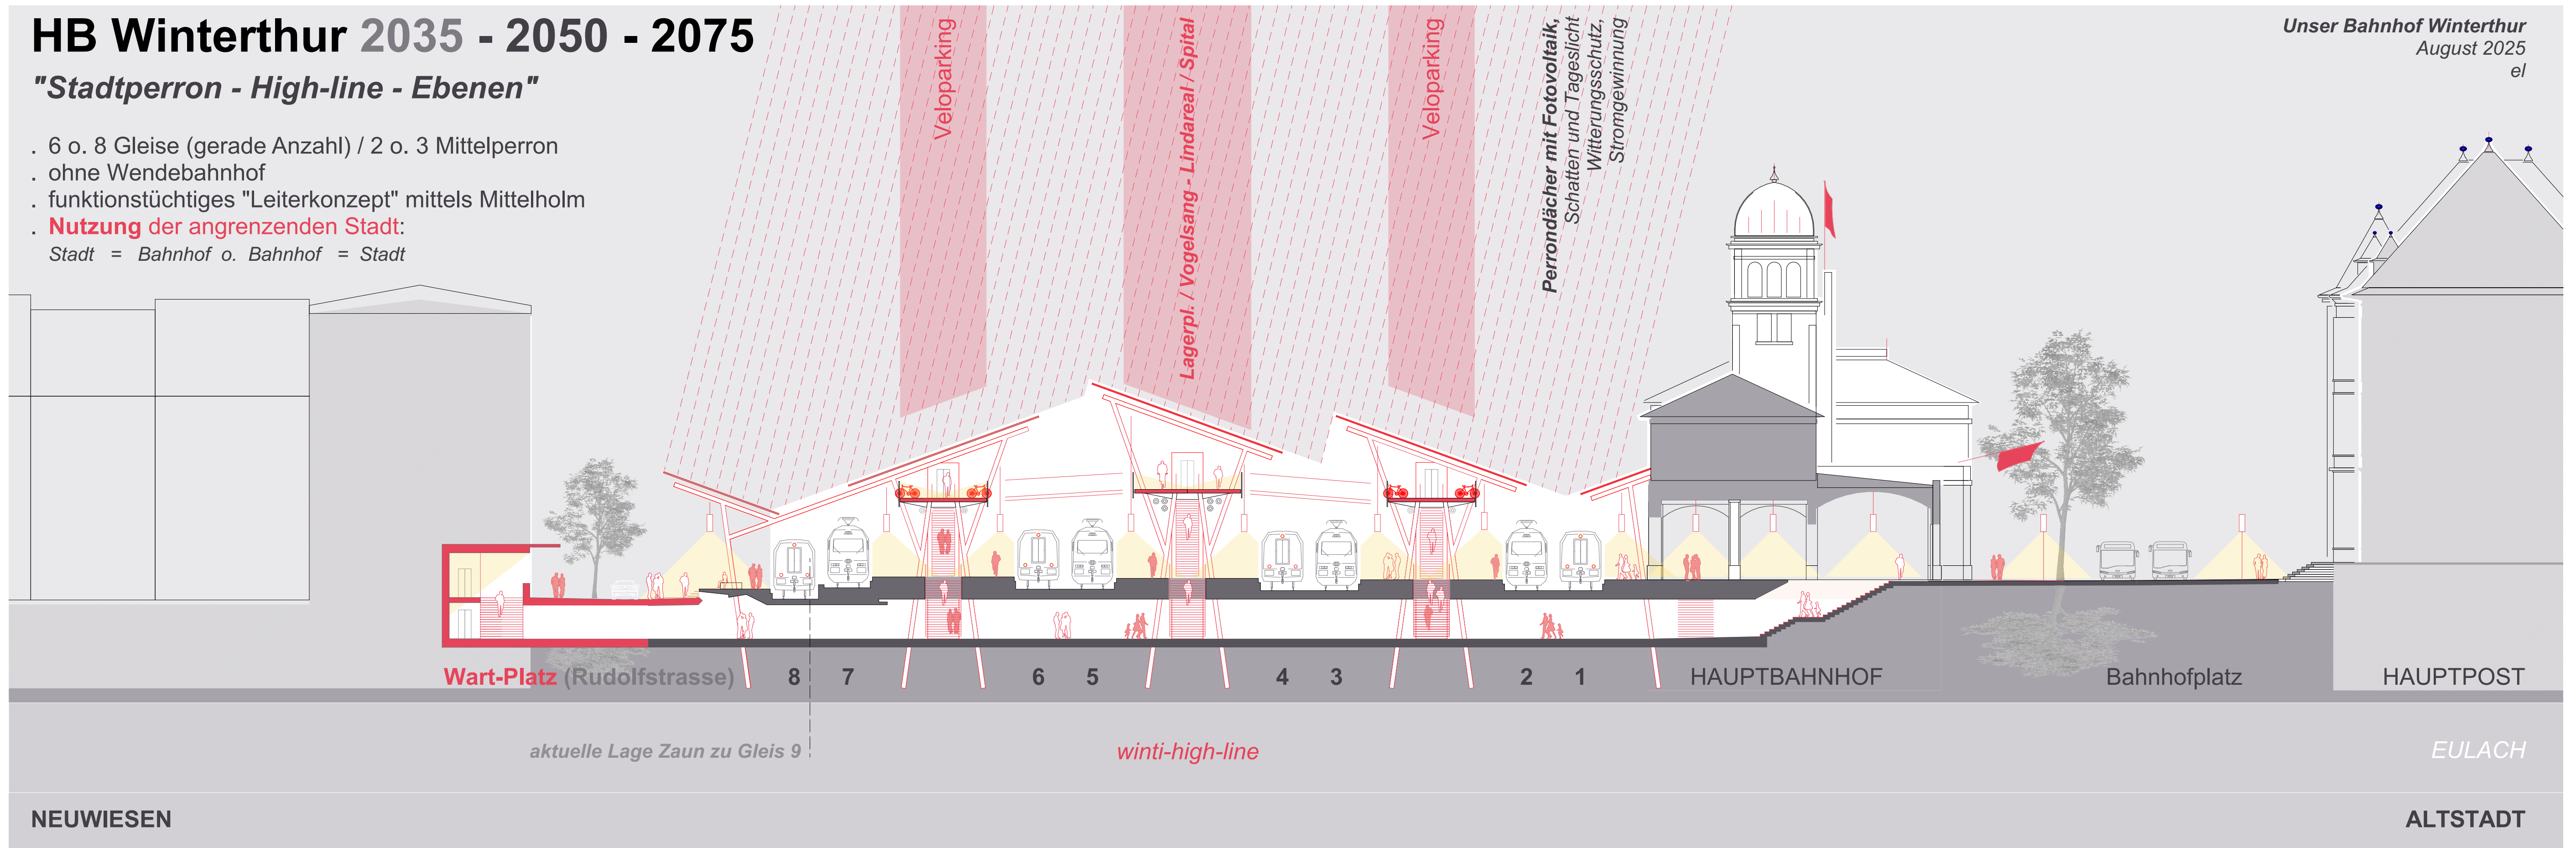 HB Winterthur 2035 - 2050 - 2075
"Stadtperron - High-line - Ebenen"
. 6 o. 8 Gleise (gerade Anzahl) / 2 o. 3 Mittelperron
. ohne Wendebahnhof
. funktionstüchtiges "Leiterkonzept" mittels Mittelholm
. Nutzung der angrenzenden Stadt:
Stadt = Bahnhof o. Bahnhof = Stadt
Veloparking
Lagerpl. / Vogelsang - Lindareal / Spital
Veloparking
Perrondächer mit Fotovoltaik,
Schatten und Tageslicht
Witterungsschutz,
Stromgewinnung
Unser Bahnhof Winterthur
August 2025
el
Wart-Platz (Rudolfstrasse)
8
7
6
5
4
3
2
1
HAUPTBAHNHOF
Bahnhofplatz
HAUPTPOST
aktuelle Lage Zaun zu Gleis 9
winti-high-line
EULACH
NEUWIESEN
ALTSTADT